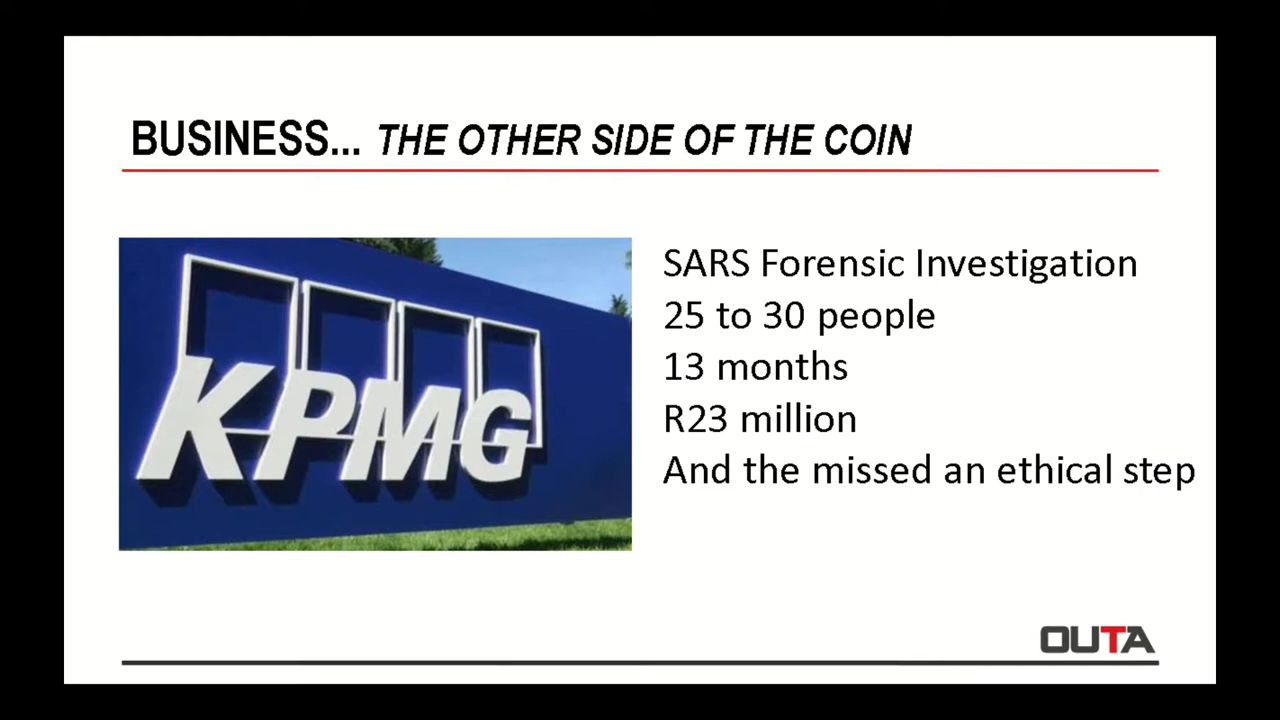 BUSINESS... THE OTHER SIDE OF THE COIN
KPMG
SARS Forensic Investigation
25 to 30 people
13 months
R23 million
And the missed an ethical step
OUTA